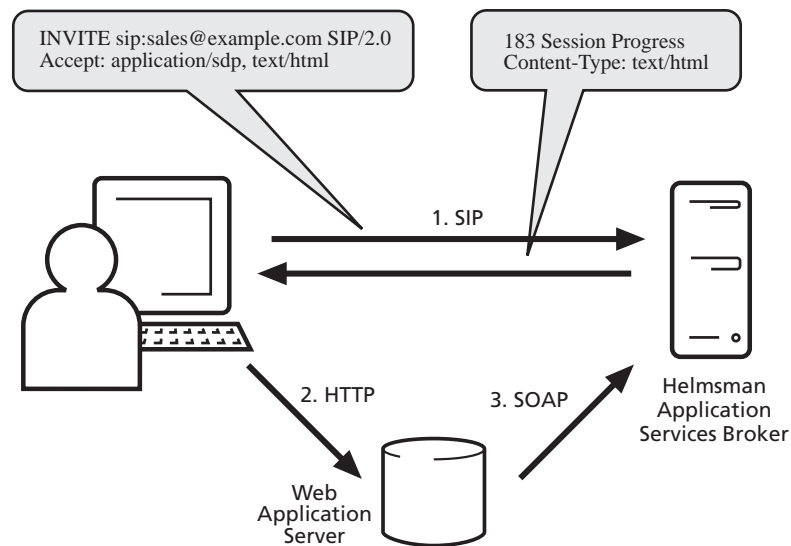 INVITE sip:sales@example.com SIP/2.0
Accept: application/sdp, text/html
183 Session Progress
Content-Type: text/html
1. SIP
2. HTTP
3. SOAP
Helmsman
Application
Services Broker
Web
Application
Server